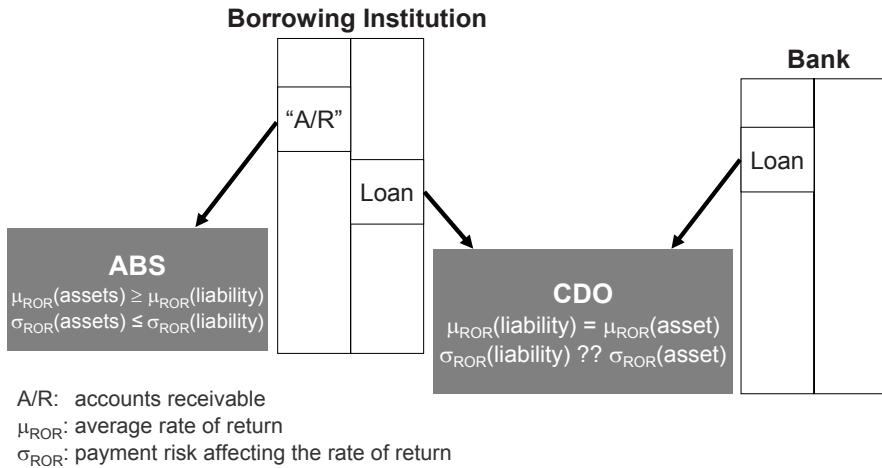 Borrowing Institution
Bank
“A/R”
Loan
Loan
ABS
μROR(assets) ≥ μROR(liability)
σROR(assets) ≤ σROR(liability)
CDO
μROR(liability) = μROR(asset)
σROR(liability) ?? σROR(asset)
A/R: accounts receivable
μROR: average rate of return
σROR: payment risk affecting the rate of return